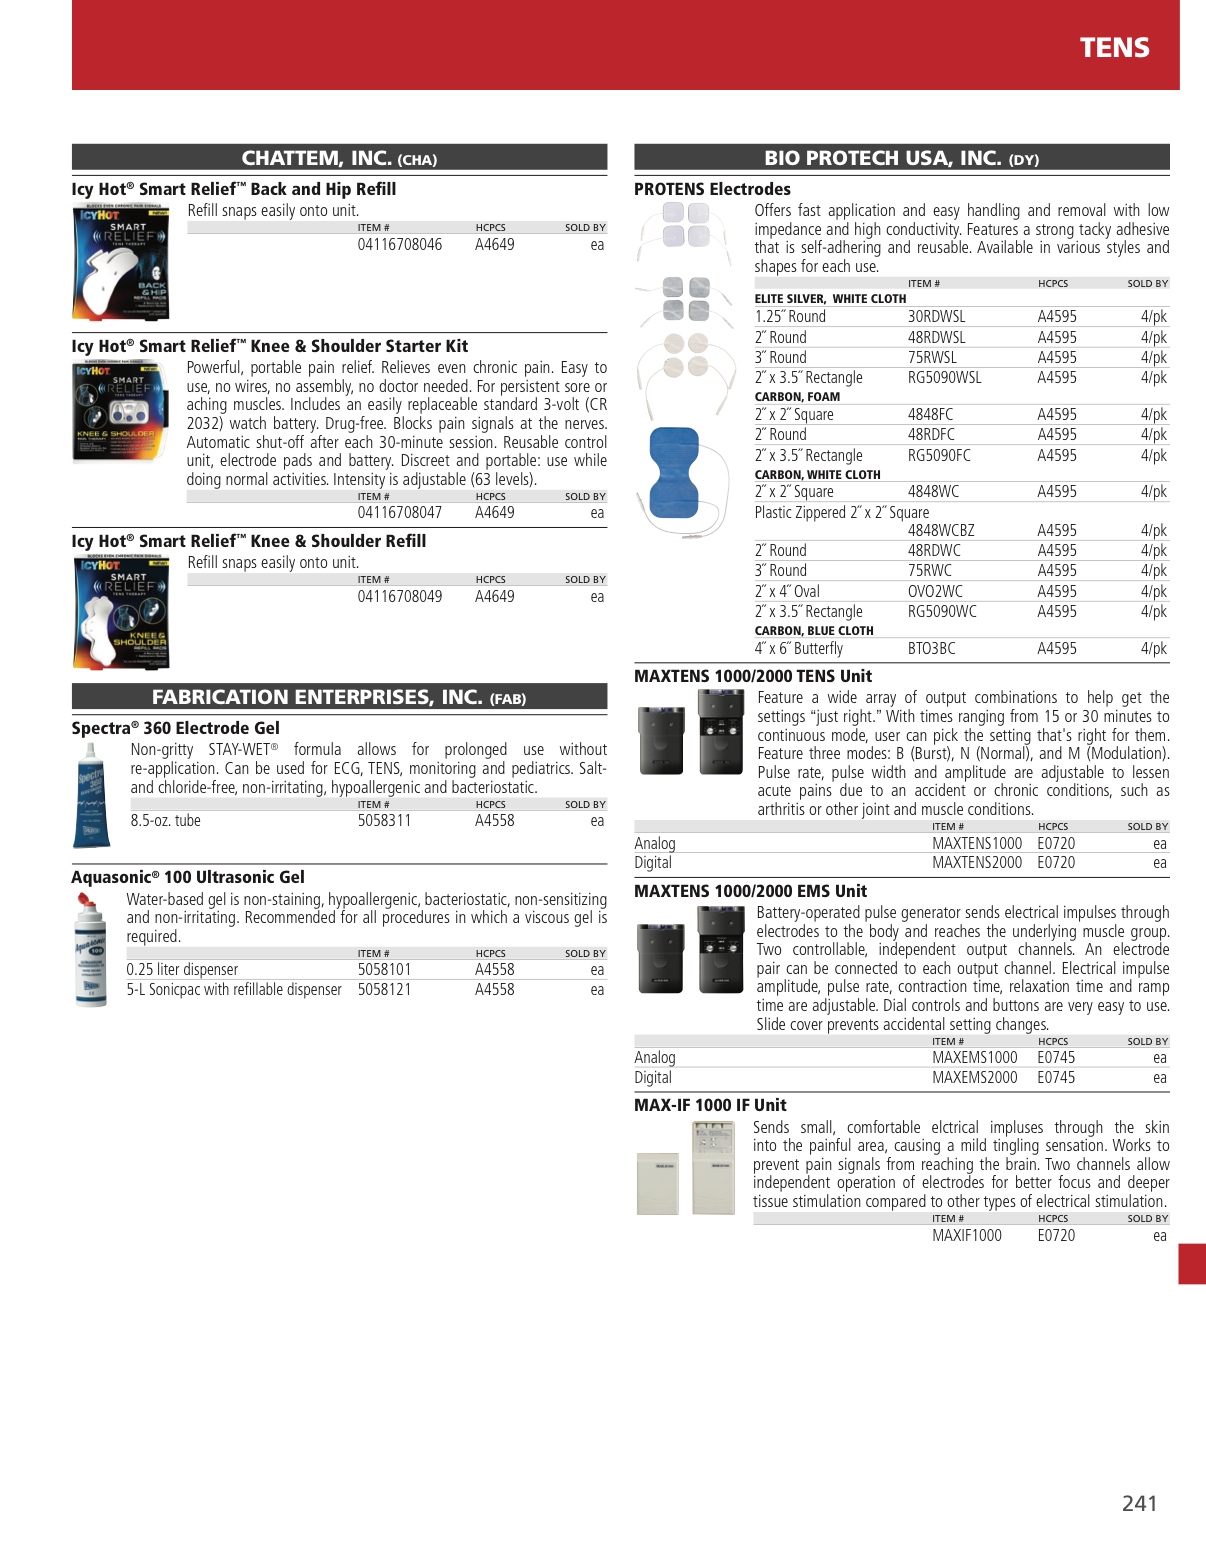 TENS
CHATTEM, INC. (CHA)
Icy Hot® Smart Relief™ Back and Hip Refill
Refill snaps easily onto unit.
ITEM # HCPCS SOLD BY
04116708046 A4649 ea
ICYHOT
SMART
RELIEF
TENS THERAPY
BACK
& HIP
REFILL PADS
Icy Hot® Smart Relief™ Knee & Shoulder Starter Kit
Powerful, portable pain relief. Relieves even chronic pain. Easy to
use, no wires, no assembly, no doctor needed. For persistent sore or
aching muscles. Includes an easily replaceable standard 3-volt (CR
2032) watch battery. Drug-free. Blocks pain signals at the nerves.
Automatic shut-off after each 30-minute session. Reusable control
unit, electrode pads and battery. Discreet and portable: use while
doing normal activities. Intensity is adjustable (63 levels).
ITEM # HCPCS SOLD BY
04116708047 A4649 ea
ICYHOT
SMART
RELIEF
KNEE & SHOULDER
Icy Hot® Smart Relief™ Knee & Shoulder Refill
Refill snaps easily onto unit.
ITEM # HCPCS SOLD BY
04116708049 A4649 ea
ICYHOT
SMART
RELIEF
TENS THERAPY
KNEE &
SHOULDER
REFILL PADS
FABRICATION ENTERPRISES, INC. (FAB)
Spectra® 360 Electrode Gel
Non-gritty STAY-WET® formula allows for prolonged use without
re-application. Can be used for ECG, TENS, monitoring and pediatrics. Salt-
and chloride-free, non-irritating, hypoallergenic and bacteriostatic.
ITEM # HCPCS SOLD BY
8.5-oz. tube 5058311 A4558 ea
Spectra
360
Aquasonic® 100 Ultrasonic Gel
Water-based gel is non-staining, hypoallergenic, bacteriostatic, non-sensitizing
and non-irritating. Recommended for all procedures in which a viscous gel is
required.
ITEM # HCPCS SOLD BY
0.25 liter dispenser 5058101 A4558 ea
5-L Sonicpac with refillable dispenser 5058121 A4558 ea
Aquasonic
100
BIO PROTECH USA, INC. (DY)
PROTENS Electrodes
Offers fast application and easy handling and removal with low
impedance and high conductivity. Features a strong tacky adhesive
that is self-adhering and reusable. Available in various styles and
shapes for each use.
ITEM # HCPCS SOLD BY
ELITE SILVER, WHITE CLOTH
1.25˝ Round 30RDWSL A4595 4/pk
2˝ Round 48RDWSL A4595 4/pk
3˝ Round 75RWSL A4595 4/pk
2˝ x 3.5˝ Rectangle RG5090WSL A4595 4/pk
CARBON, FOAM
2˝ x 2˝ Square 4848FC A4595 4/pk
2˝ Round 48RDFC A4595 4/pk
2˝ x 3.5˝ Rectangle RG5090FC A4595 4/pk
CARBON, WHITE CLOTH
2˝ x 2˝ Square 4848WC A4595 4/pk
Plastic Zippered 2˝ x 2˝ Square
4848WCBZ A4595 4/pk
2˝ Round 48RDWC A4595 4/pk
3˝ Round 75RWC A4595 4/pk
2˝ x 4˝ Oval OVO2WC A4595 4/pk
2˝ x 3.5˝ Rectangle RG5090WC A4595 4/pk
CARBON, BLUE CLOTH
4˝ x 6˝ Butterfly BTO3BC A4595 4/pk
MAXTENS 1000/2000 TENS Unit
Feature a wide array of output combinations to help get the
settings “just right.” With times ranging from 15 or 30 minutes to
continuous mode, user can pick the setting that's right for them.
Feature three modes: B (Burst), N (Normal), and M (Modulation).
Pulse rate, pulse width and amplitude are adjustable to lessen
acute pains due to an accident or chronic conditions, such as
arthritis or other joint and muscle conditions.
ITEM # HCPCS SOLD BY
Analog MAXTENS1000 E0720 ea
Digital MAXTENS2000 E0720 ea
MAXTENS 1000/2000 EMS Unit
Battery-operated pulse generator sends electrical impulses through
electrodes to the body and reaches the underlying muscle group.
Two controllable, independent output channels. An electrode
pair can be connected to each output channel. Electrical impulse
amplitude, pulse rate, contraction time, relaxation time and ramp
time are adjustable. Dial controls and buttons are very easy to use.
Slide cover prevents accidental setting changes.
ITEM # HCPCS SOLD BY
Analog MAXEMS1000 E0745 ea
Digital MAXEMS2000 E0745 ea
MAX-IF 1000 IF Unit
Sends small, comfortable elctrical impluses through the skin
into the painful area, causing a mild tingling sensation. Works to
prevent pain signals from reaching the brain. Two channels allow
independent operation of electrodes for better focus and deeper
tissue stimulation compared to other types of electrical stimulation.
ITEM # HCPCS SOLD BY
MAXIF1000 E0720 ea
241